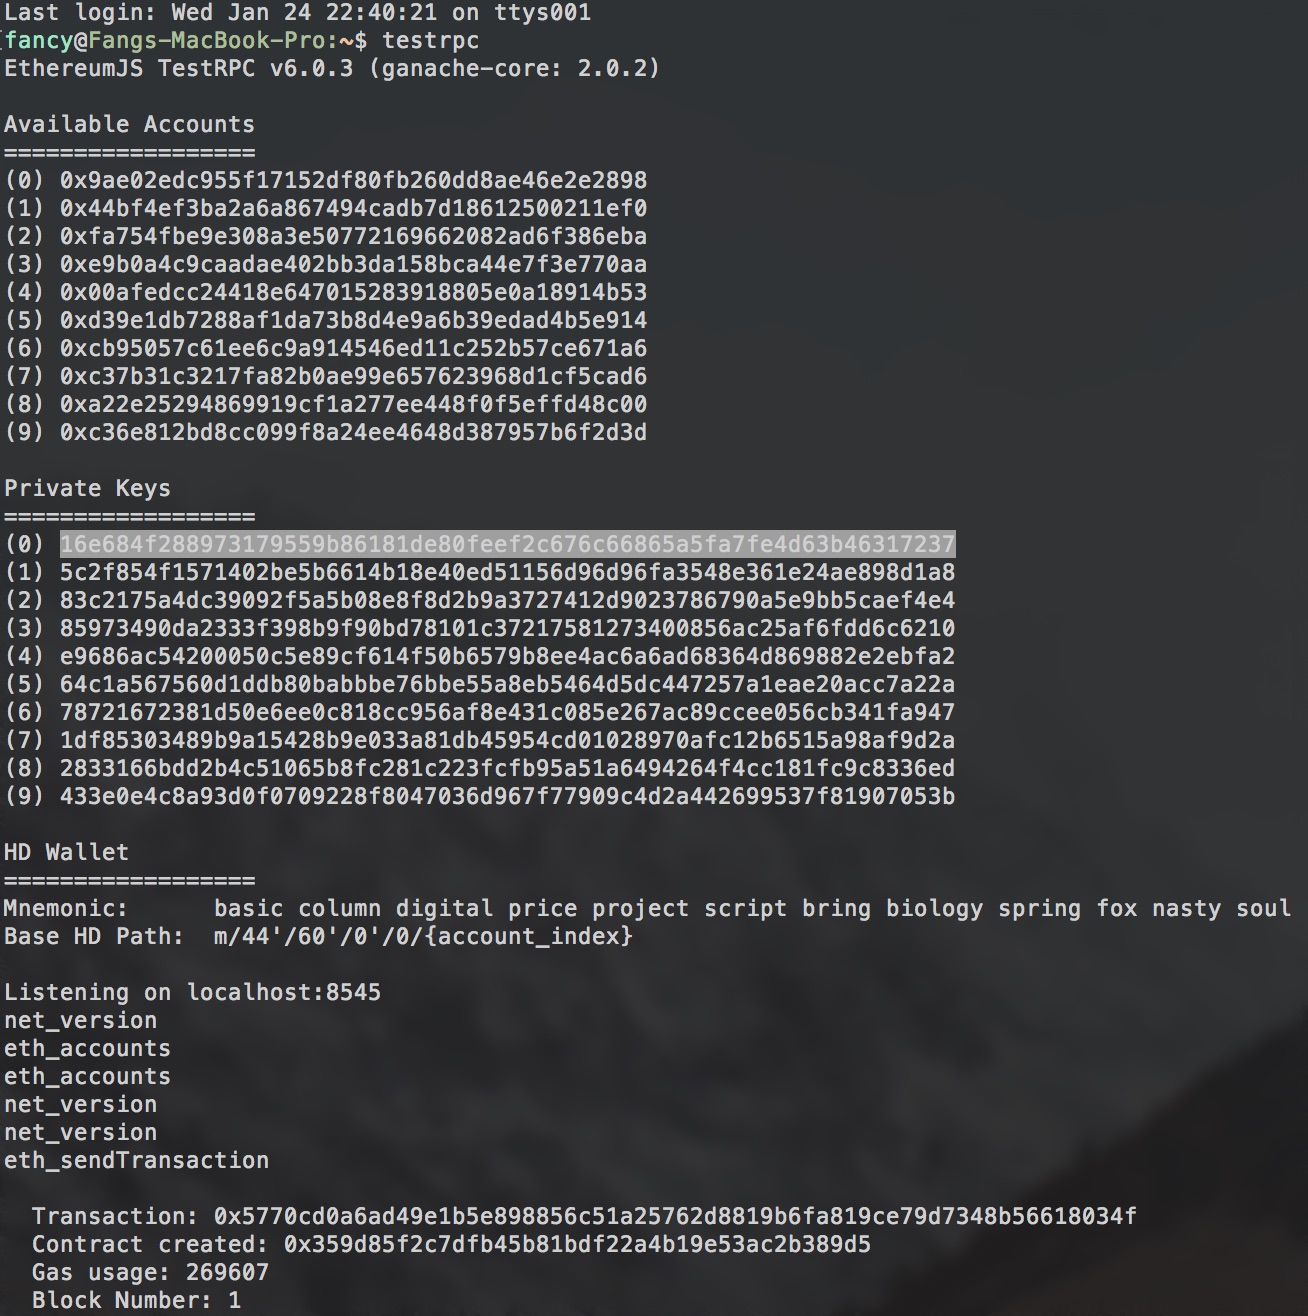 Last login: Wed Jan 24 22:40:21 on ttys001
[fancy@Fangs-MacBook-Pro:~$ testrpc
EthereumJS TestRPC v6.0.3 (ganache-core: 2.0.2)
Available Accounts
==================
(0) 0x9ae02edc955f17152df80fb260dd8ae46e2e2898
(1) 0x44bf4ef3ba2a6a867494cadb7d18612500211ef0
(2) 0xfa754fbe9e308a3e50772169662082ad6f386eba
(3) 0xe9b0a4c9caadae402bb3da158bca44e7f3e770aa
(4) 0x00afedcc24418e647015283918805e0a18914b53
(5) 0xd39e1db7288af1da73b8d4e9a6b39edad4b5e914
(6) 0xcb95057c61ee6c9a914546ed11c252b57ce671a6
(7) 0xc37b31c3217fa82b0ae99e657623968d1cf5cad6
(8) 0xa22e25294869919cf1a277ee448f0f5effd48c00
(9) 0xc36e812bd8cc099f8a24ee4648d387957b6f2d3d
Private Keys
==================
(0) 16e684f288973179559b86181de80feef2c676c66865a5fa7fe4d63b46317237
(1) 5c2f854f1571402be5b6614b18e40ed51156d96d96fa3548e361e24ae898d1a8
(2) 83c2175a4dc39092f5a5b08e8f8d2b9a3727412d9023786790a5e9bb5caef4e4
(3) 85973490da2333f398b9f90bd78101c37217581273400856ac25af6fdd6c6210
(4) e9686ac54200050c5e89cf614f50b6579b8ee4ac6a6ad68364d869882e2ebfa2
(5) 64c1a567560d1ddb80babbbe76bbe55a8eb5464d5dc447257a1eae20acc7a22a
(6) 78721672381d50e6ee0c818cc956af8e431c085e267ac89ccee056cb341fa947
(7) 1df85303489b9a15428b9e033a81db45954cd01028970afc12b6515a98af9d2a
(8) 2833166bdd2b4c51065b8fc281c223fcfb95a51a6494264f4cc181fc9c8336ed
(9) 433e0e4c8a93d0f0709228f8047036d967f77909c4d2a442699537f81907053b
HD Wallet
==================
Mnemonic:      basic column digital price project script bring biology spring fox nasty soul
Base HD Path:  m/44'/60'/0'/0/{account_index}
Listening on localhost:8545
net_version
eth_accounts
eth_accounts
net_version
net_version
eth_sendTransaction
Transaction: 0x5770cd0a6ad49e1b5e898856c51a25762d8819b6fa819ce79d7348b56618034f
Contract created: 0x359d85f2c7dfb45b81bdf22a4b19e53ac2b389d5
Gas usage: 269607
Block Number: 1